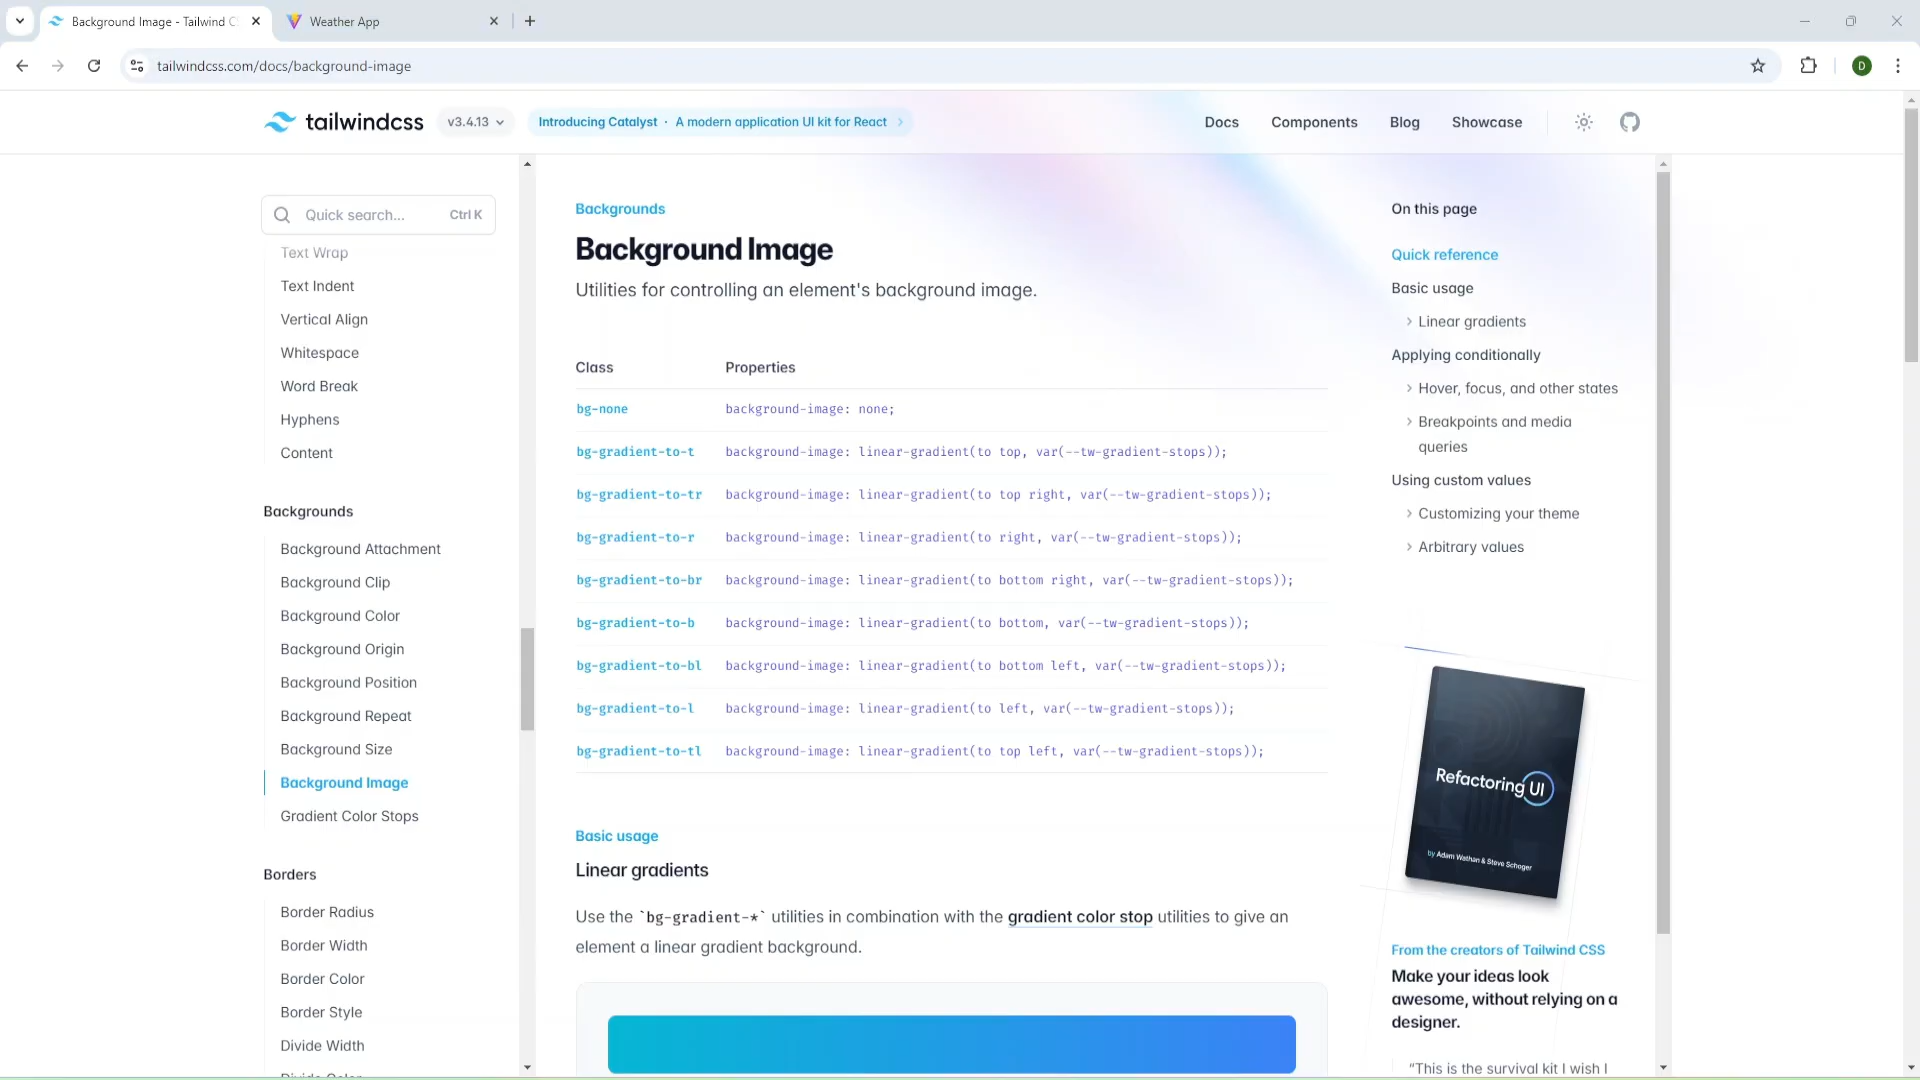 Background Image - Tailwind C
Weather App
tailwindcss.com/docs/background-image
D
tailwindcss
v3.4.13
Introducing Catalyst · A modern application UI kit for React
Docs
Components
Blog
Showcase
Quick search...
Ctrl K
Text Wrap
Text Indent
Vertical Align
Whitespace
Word Break
Hyphens
Content
Backgrounds
Background Attachment
Background Clip
Background Color
Background Origin
Background Position
Background Repeat
Background Size
Background Image
Gradient Color Stops
Borders
Border Radius
Border Width
Border Color
Border Style
Divide Width
Backgrounds
Background Image
Utilities for controlling an element's background image.
Class Properties
bg-none background-image: none;
bg-gradient-to-t background-image: linear-gradient(to top, var(--tw-gradient-stops));
bg-gradient-to-tr background-image: linear-gradient(to top right, var(--tw-gradient-stops));
bg-gradient-to-r background-image: linear-gradient(to right, var(--tw-gradient-stops));
bg-gradient-to-br background-image: linear-gradient(to bottom right, var(--tw-gradient-stops));
bg-gradient-to-b background-image: linear-gradient(to bottom, var(--tw-gradient-stops));
bg-gradient-to-bl background-image: linear-gradient(to bottom left, var(--tw-gradient-stops));
bg-gradient-to-l background-image: linear-gradient(to left, var(--tw-gradient-stops));
bg-gradient-to-tl background-image: linear-gradient(to top left, var(--tw-gradient-stops));
Basic usage
Linear gradients
Use the `bg-gradient-*` utilities in combination with the gradient color stop utilities to give an
element a linear gradient background.
On this page
Quick reference
Basic usage
Linear gradients
Applying conditionally
Hover, focus, and other states
Breakpoints and media
queries
Using custom values
Customizing your theme
Arbitrary values
Refactoring UI
by Adam Wathan & Steve Schoger
From the creators of Tailwind CSS
Make your ideas look
awesome, without relying on a
designer.
“This is the survival kit I wish I